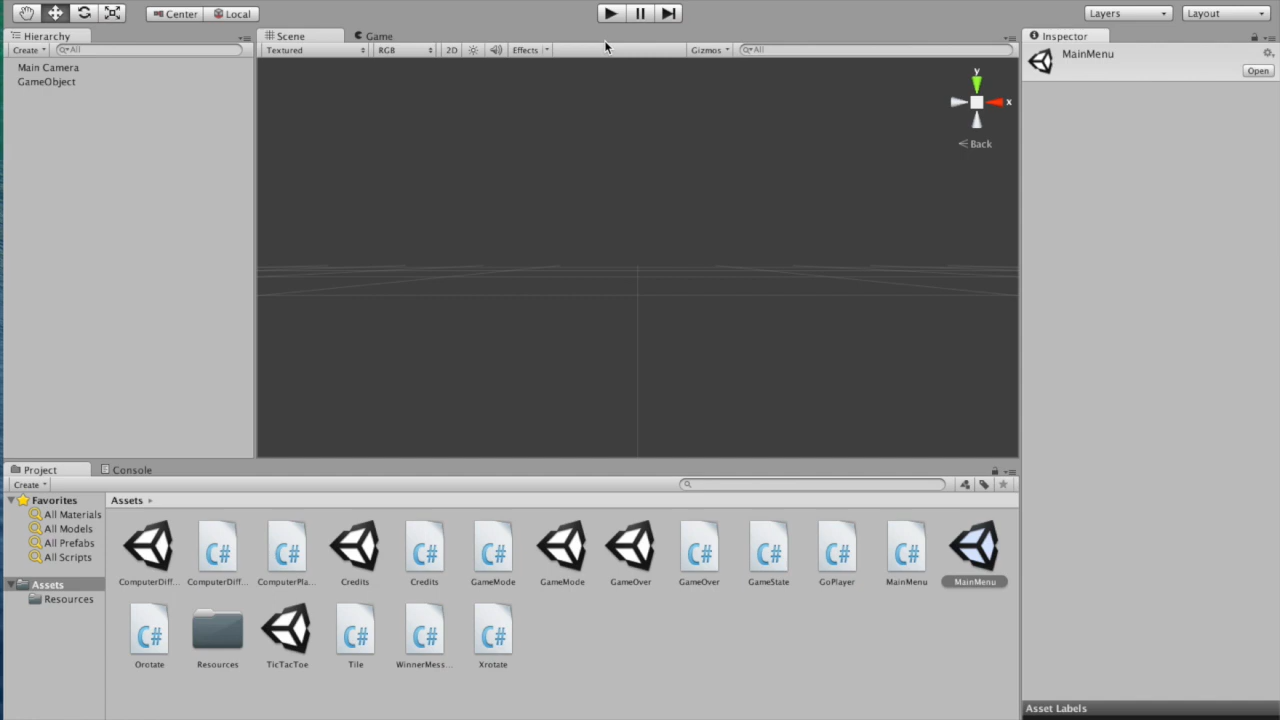 Center Local Layers Layout
Hierarchy Scene Game Inspector
Create All Textured RGB 2D Effects Gizmos All MainMenu
Open
Main Camera
GameObject
y
x
Back
Project Console
Create
Favorites Assets
All Materials
All Models
All Prefabs
All Scripts
Assets
Resources
ComputerDiff... ComputerDiff... ComputerPla... Credits Credits GameMode GameMode GameOver GameOver GameState GoPlayer MainMenu MainMenu
C# C# C# C# C# C# C# C#
Orotate Resources TicTacToe Tile WinnerMess... Xrotate
C# C# C# C#
Asset Labels